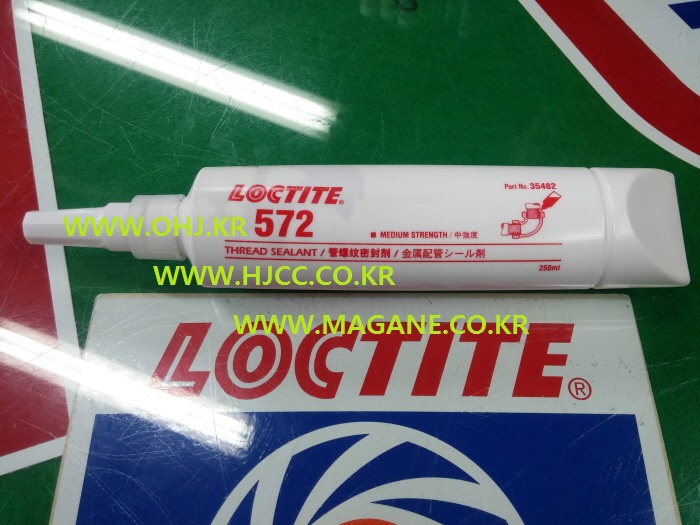 LOCTITE®
572
Part No. 35482
■ MEDIUM STRENGTH / 中強度
THREAD SEALANT / 管螺纹密封剂 / 金属配管シール剤
250ml
WWW.OHJ.KR
WWW.HJCC.CO.KR
WWW.MAGANE.CO.KR
LOCTITE®